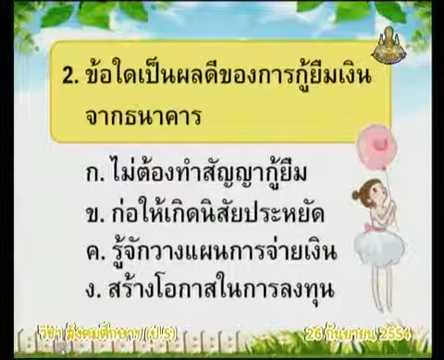 2. ข้อใดเป็นผลดีของการกู้ยืมเงิน
จากธนาคาร
ก. ไม่ต้องทำสัญญากู้ยืม
ข. ก่อให้เกิดนิสัยประหยัด
ค. รู้จักวางแผนการจ่ายเงิน
ง. สร้างโอกาสในการลงทุน
วิชา สังคมศึกษาฯ (ป.5)
28 กันยายน 2554